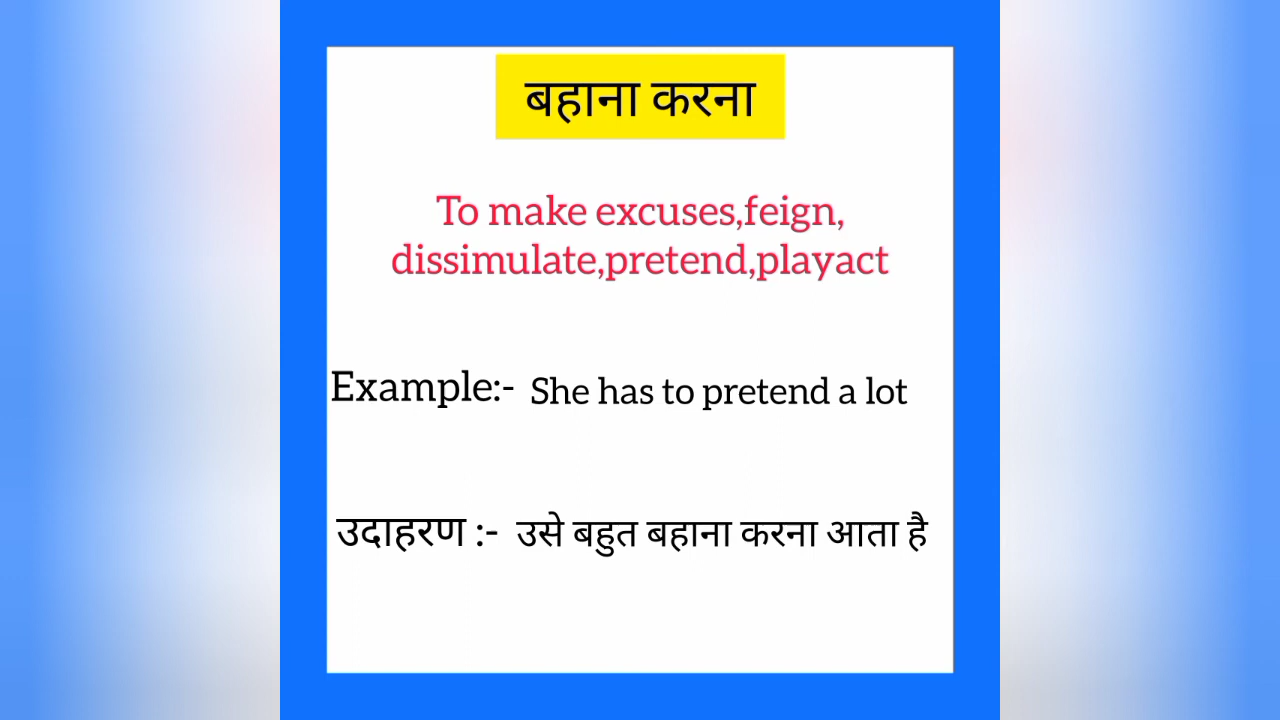 बहाना करना
To make excuses,feign,
dissimulate,pretend,playact
Example:- She has to pretend a lot
उदाहरण :- उसे बहुत बहाना करना आता है